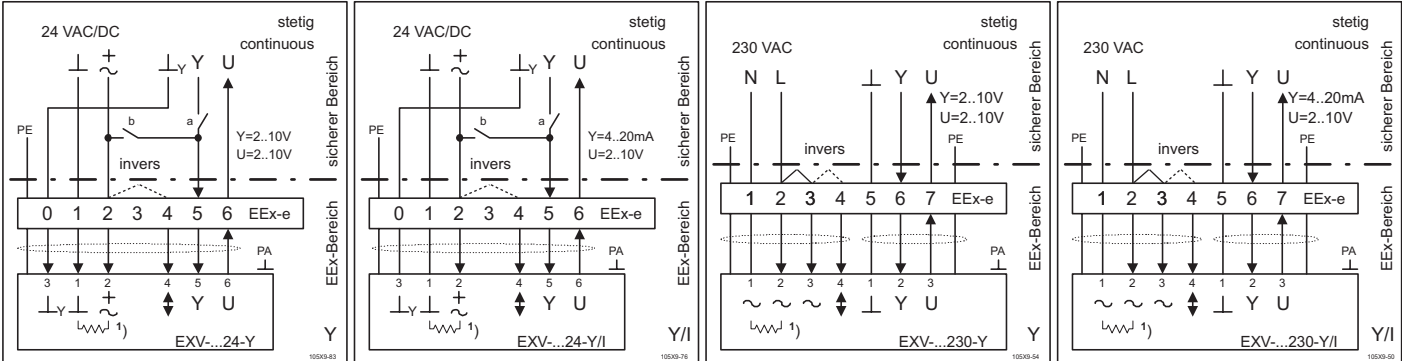 stetig
24 VAC/DC
continuous
+
Y
Y
U
b
a
PE
Y=2..10V
U=2..10V
invers
sicherer Bereich
0 1 2 3 4 5 6 EEx-e
EEx-Bereich
PA
3 1 2 4 5 6
Y + Y U
1)
EXV-...24-Y
Y
105X9-83
stetig
24 VAC/DC
continuous
+
Y
Y
U
b
a
PE
Y=4..20mA
U=2..10V
invers
sicherer Bereich
0 1 2 3 4 5 6 EEx-e
EEx-Bereich
PA
3 1 2 4 5 6
Y + Y U
1)
EXV-...24-Y/I
Y/I
105X9-76
stetig
230 VAC
continuous
N L Y U
Y=2..10V
U=2..10V
PE
PE
invers
sicherer Bereich
1 2 3 4 5 6 7 EEx-e
EEx-Bereich
PA
1 2 3 4 1 2 3
~ ~ ~ Y U
1)
EXV-...230-Y
Y
105X9-54
stetig
230 VAC
continuous
N L Y U
Y=4..20mA
U=2..10V
PE
PE
invers
sicherer Bereich
1 2 3 4 5 6 7 EEx-e
EEx-Bereich
PA
1 2 3 4 1 2 3
~ ~ ~ Y U
1)
EXV-...230-Y/I
Y/I
105X9-50